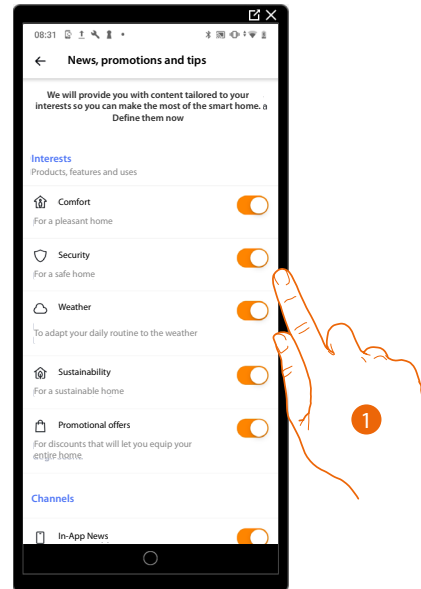 08:31
News, promotions and tips
We will provide you with content tailored to your
interests so you can make the most of the smart home. a
Define them now
Interests
Products, features and uses
Comfort
For a pleasant home
Security
For a safe home
Weather
To adapt your daily routine to the weather
Sustainability
For a sustainable home
Promotional offers
For discounts that will let you equip your
entire home
Channels
In-App News
1